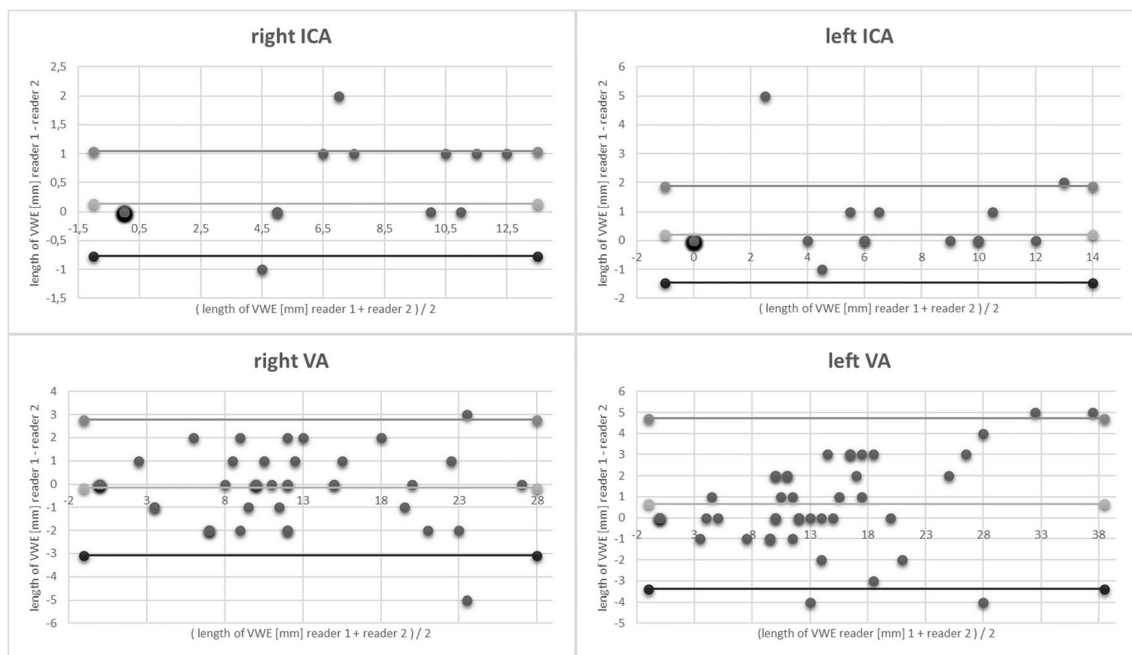 right ICA
length of VWE [mm] reader 1 - reader 2
2,5
2
1,5
1
0,5
0
-0,5
-1
-1,5
-1,5 0,5 2,5 4,5 6,5 8,5 10,5 12,5
( length of VWE [mm] reader 1 + reader 2 ) / 2
left ICA
length of VWE [mm] reader 1 - reader 2
6
5
4
3
2
1
0
-1
-2
-2 0 2 4 6 8 10 12 14
( length of VWE [mm] reader 1 + reader 2 ) / 2
right VA
length of VWE [mm] reader 1 - reader 2
4
3
2
1
0
-1
-2
-3
-4
-5
-6
-2 3 8 13 18 23 28
( length of VWE [mm] reader 1 + reader 2 ) / 2
left VA
length of VWE [mm] reader 1 - reader 2
6
5
4
3
2
1
0
-1
-2
-3
-4
-5
-2 3 8 13 18 23 28 33 38
(length of VWE reader [mm] 1 + reader 2 ) / 2